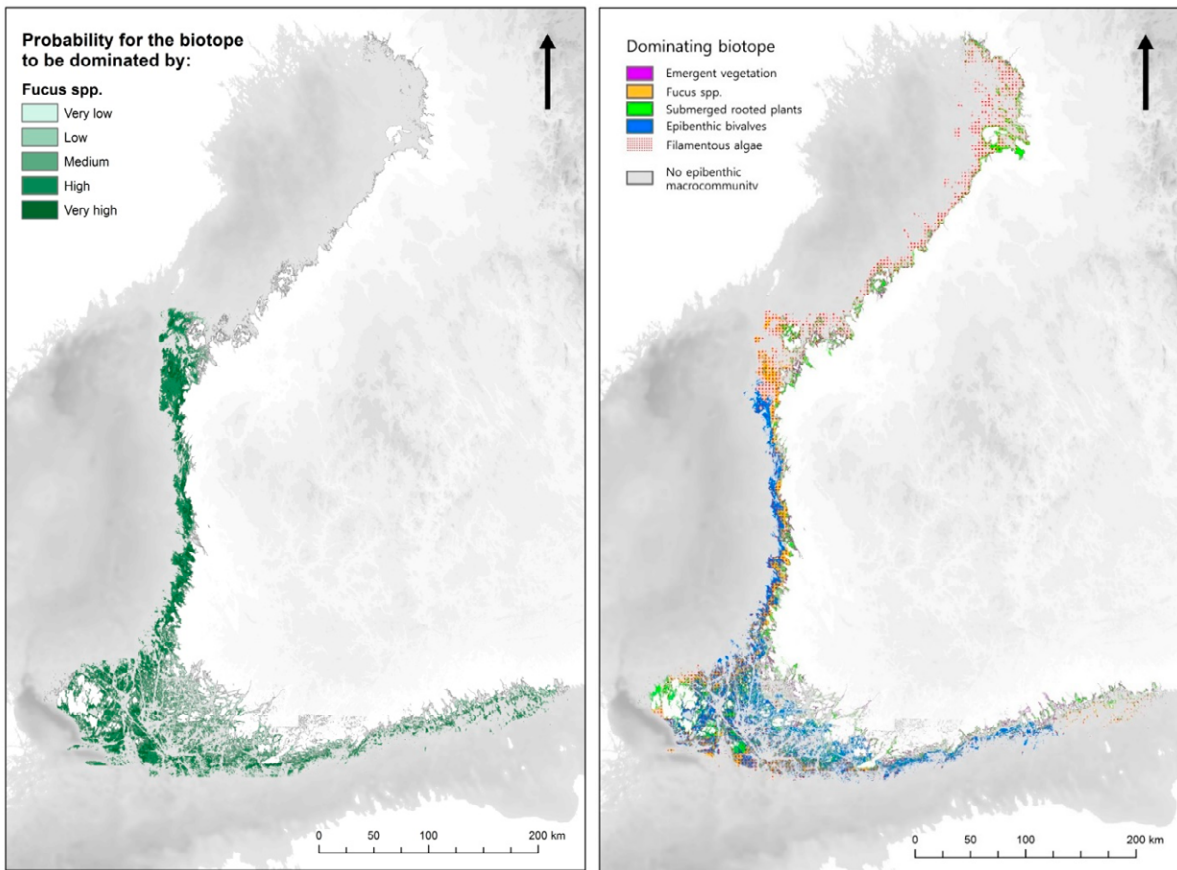 Probability for the biotope
to be dominated by:
Fucus spp.
Very low
Low
Medium
High
Very high
0 50 100 200 km
Dominating biotope
Emergent vegetation
Fucus spp.
Submerged rooted plants
Epibenthic bivalves
Filamentous algae
No epibenthic
macrocommunity
0 50 100 200 km